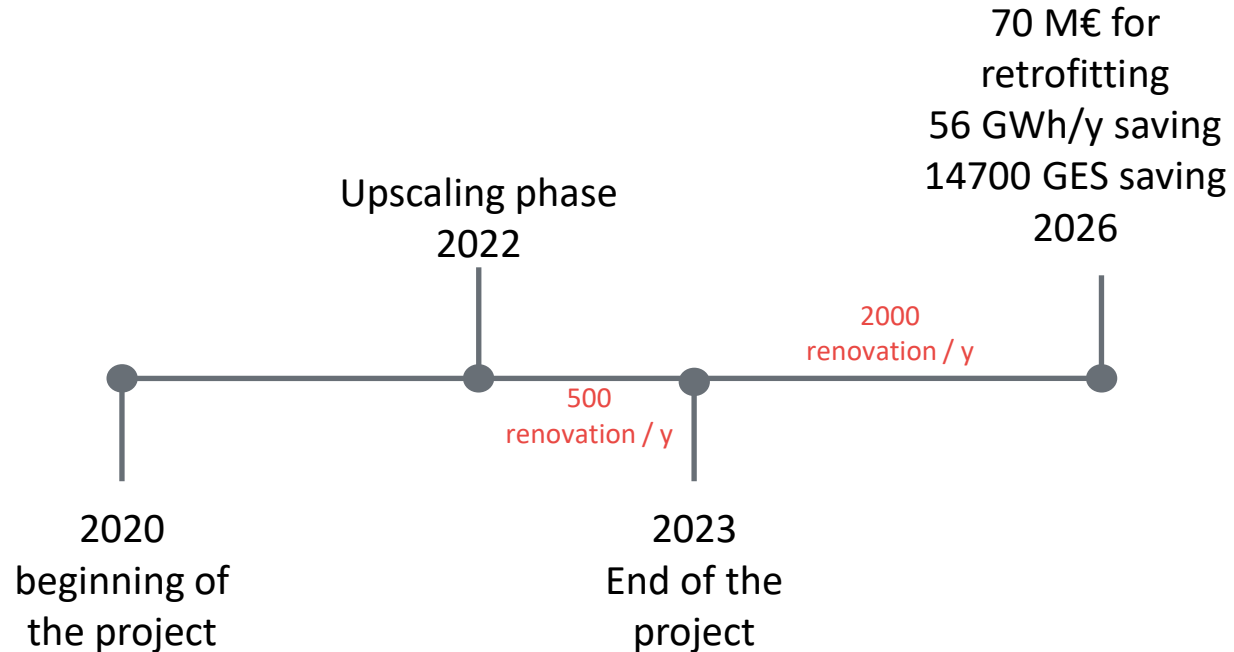 70 M€ for
retrofitting
56 GWh/y saving
14700 GES saving
2026
Upscaling phase
2022
2000
renovation / y
500
renovation / y
2020
beginning of
the project
2023
End of the
project